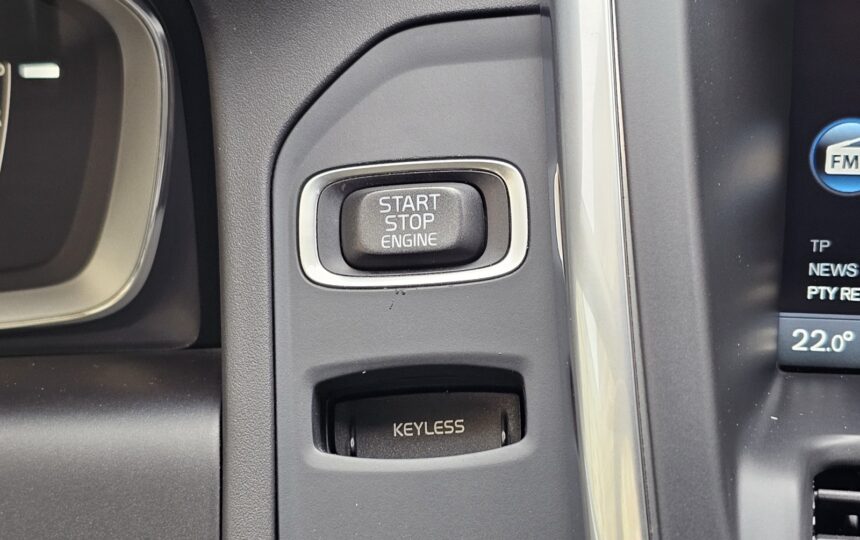 START
STOP
ENGINE
KEYLESS
FM
TP
NEWS
PTY RE
22.0°